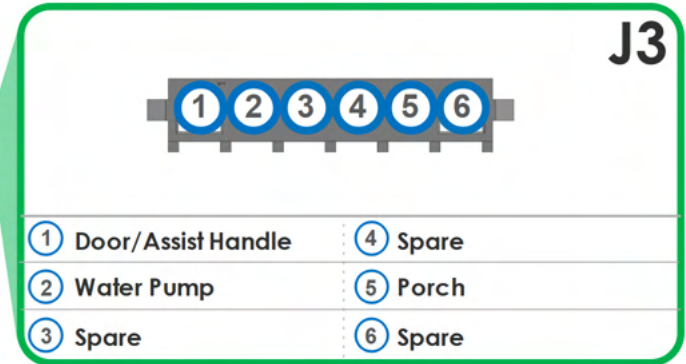 J3
1 2 3 4 5 6
1 Door/Assist Handle
4 Spare
2 Water Pump
5 Porch
3 Spare
6 Spare